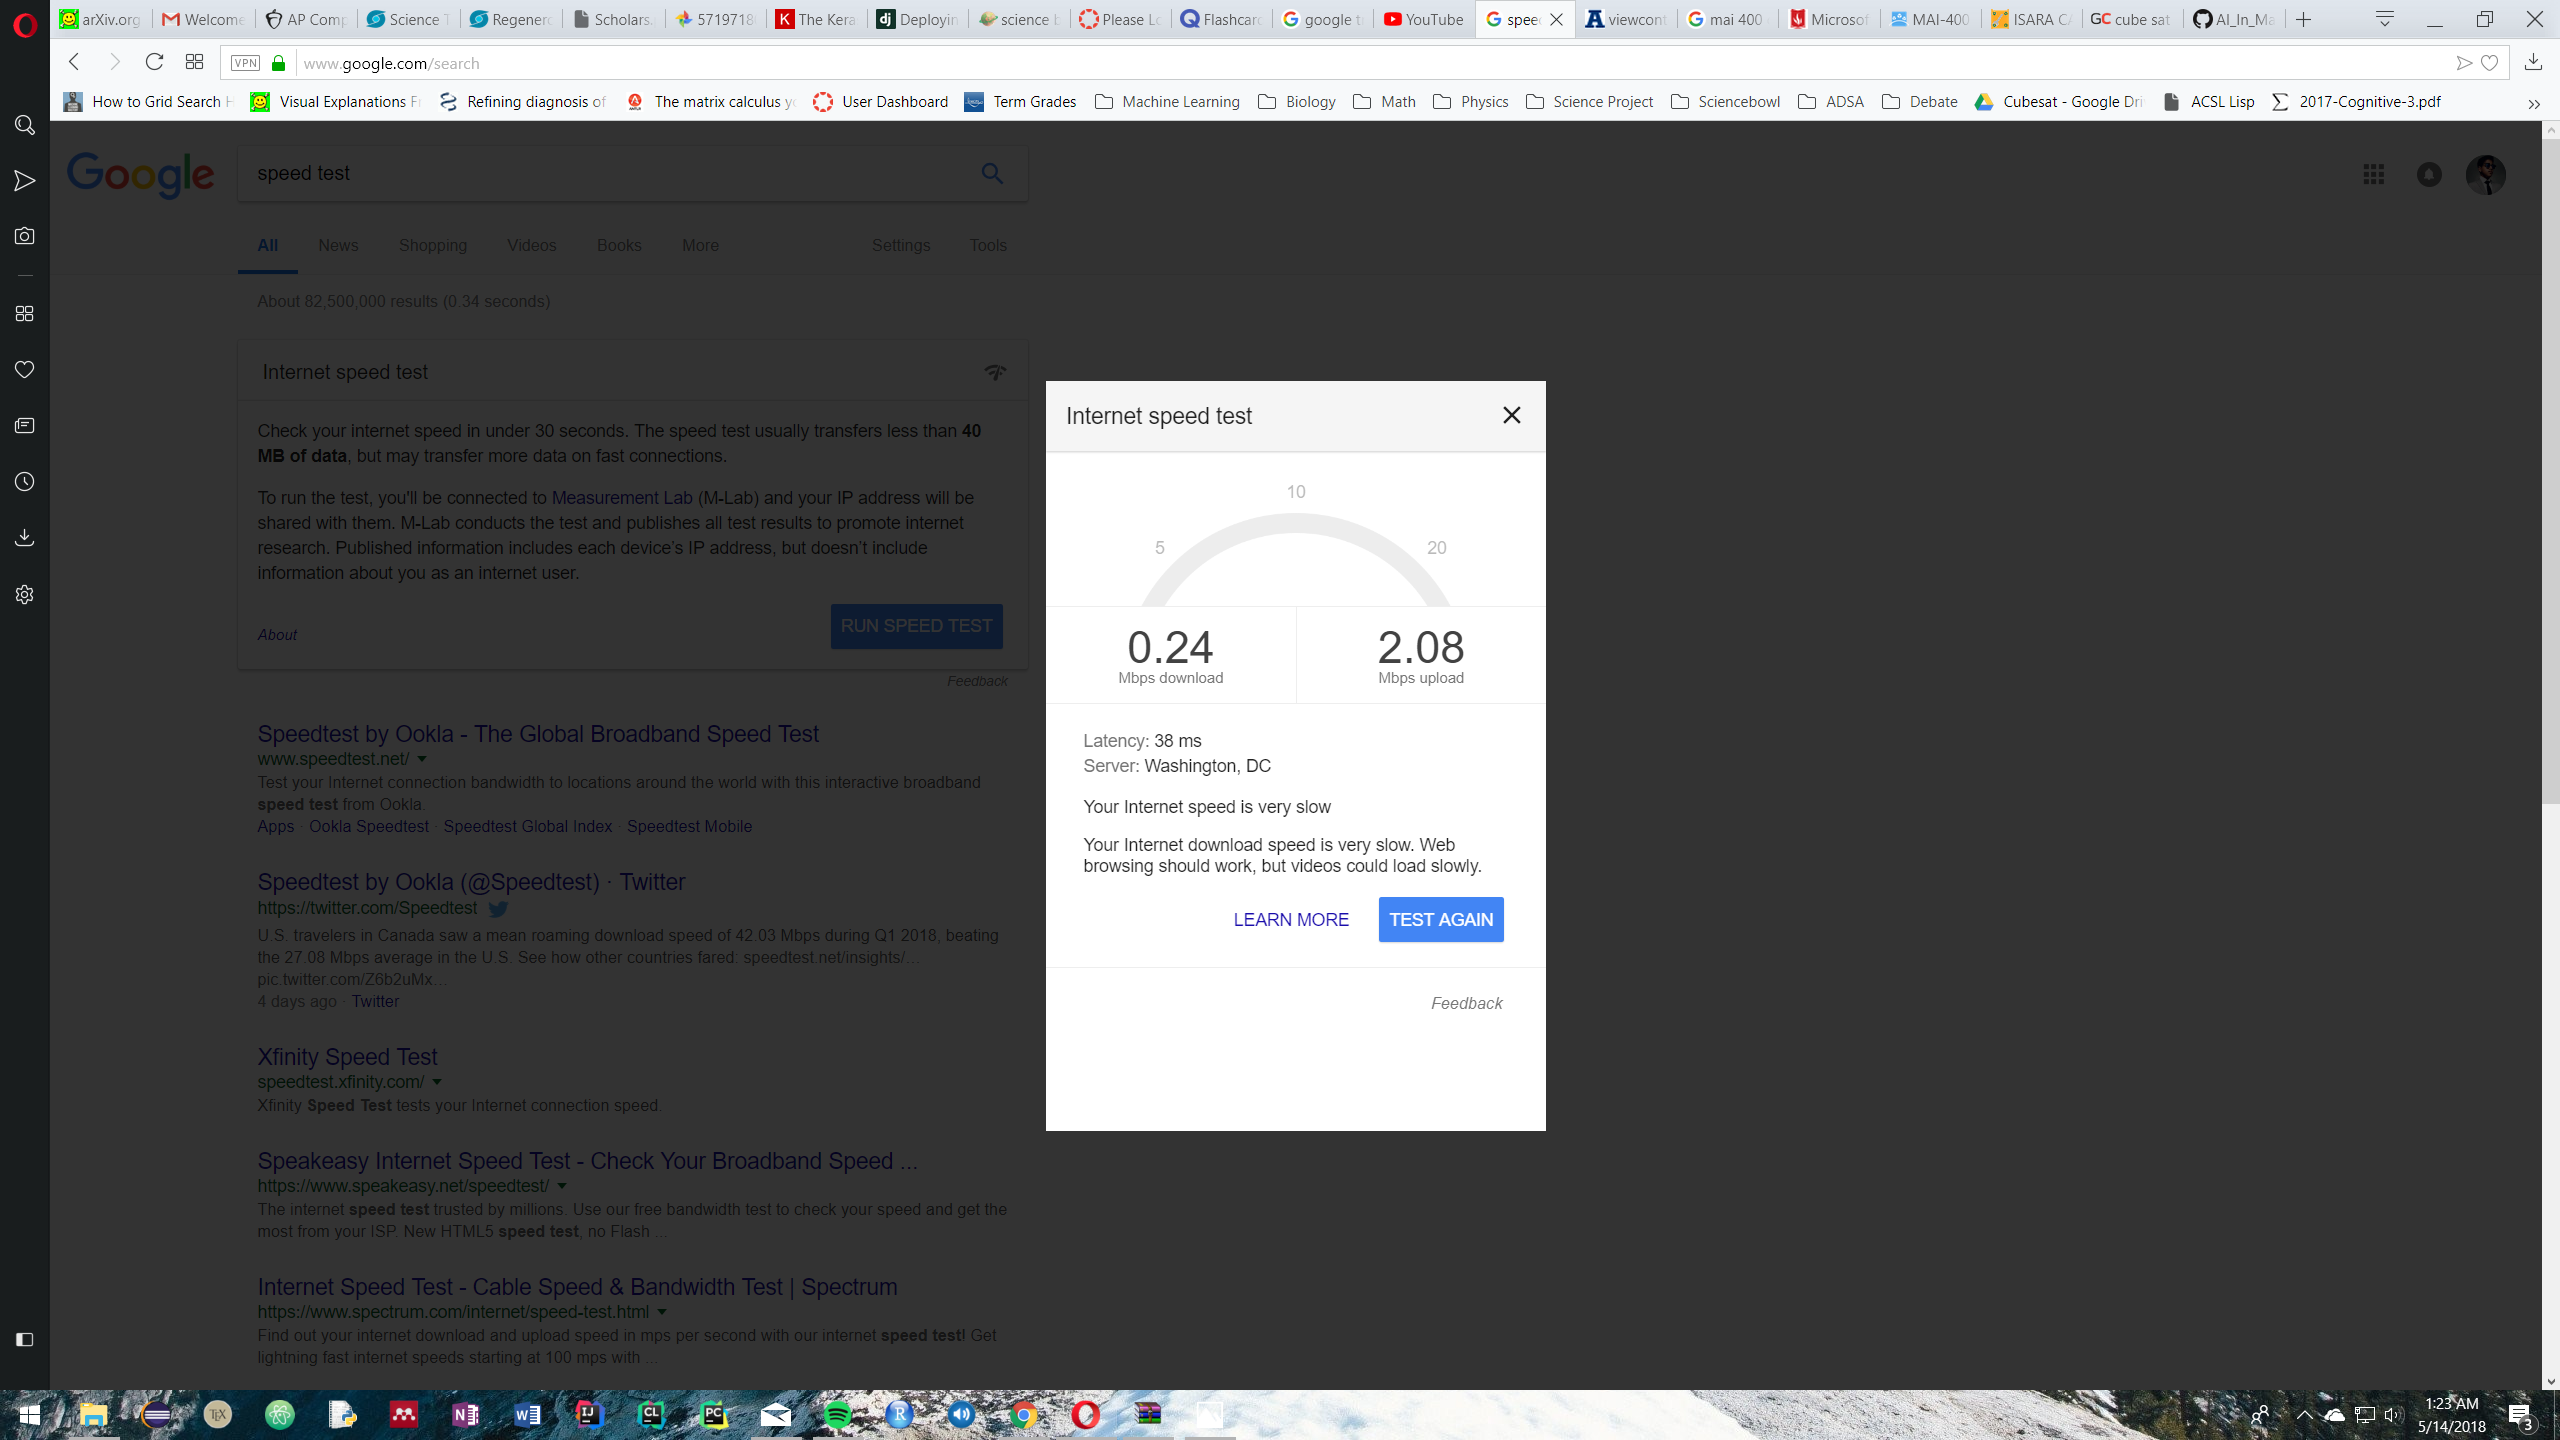 arXiv.org
Welcome
AP Comp
Science T
Regener
Scholars.
5719718
The Kera
Deployin
science b
Please Lo
Flashcar
google t
YouTube
spee
viewcont
mai 400
Microsof
MAI-400
ISARA CA
GC cube sat
AI_In_Ma
VPN
www.google.com/search
How to Grid Search H
Visual Explanations F
Refining diagnosis of
The matrix calculus y
User Dashboard
Term Grades
Machine Learning
Biology
Math
Physics
Science Project
Sciencebowl
ADSA
Debate
Cubesat - Google Dri
ACSL Lisp
2017-Cognitive-3.pdf
Google
speed test
All
News
Shopping
Videos
Books
More
Settings
Tools
About 82,500,000 results (0.34 seconds)
Internet speed test
Check your internet speed in under 30 seconds. The speed test usually transfers less than 40
MB of data, but may transfer more data on fast connections.
To run the test, you'll be connected to Measurement Lab (M-Lab) and your IP address will be
shared with them. M-Lab conducts the test and publishes all test results to promote internet
research. Published information includes each device's IP address, but doesn't include
information about you as an internet user.
About
RUN SPEED TEST
Feedback
Speedtest by Ookla - The Global Broadband Speed Test
www.speedtest.net/
Test your Internet connection bandwidth to locations around the world with this interactive broadband
speed test from Ookla.
Apps · Ookla Speedtest · Speedtest Global Index · Speedtest Mobile
Speedtest by Ookla (@Speedtest) · Twitter
https://twitter.com/Speedtest
U.S. travelers in Canada saw a mean roaming download speed of 42.03 Mbps during Q1 2018, beating
the 27.08 Mbps average in the U.S. See how other countries fared: speedtest.net/insights/...
pic.twitter.com/Z6b2uMx...
4 days ago · Twitter
Xfinity Speed Test
speedtest.xfinity.com/
Xfinity Speed Test tests your Internet connection speed.
Speakeasy Internet Speed Test - Check Your Broadband Speed ...
https://www.speakeasy.net/speedtest/
The internet speed test trusted by millions. Use our free bandwidth test to check your speed and get the
most from your ISP. New HTML5 speed test, no Flash ...
Internet Speed Test - Cable Speed & Bandwidth Test | Spectrum
https://www.spectrum.com/internet/speed-test.html
Find out your internet download and upload speed in mps per second with our internet speed test! Get
lightning fast internet speeds starting at 100 mps with ...
Internet speed test
10
5
20
0.24
Mbps download
2.08
Mbps upload
Latency: 38 ms
Server: Washington, DC
Your Internet speed is very slow
Your Internet download speed is very slow. Web
browsing should work, but videos could load slowly.
LEARN MORE
TEST AGAIN
Feedback
1:23 AM
5/14/2018
3